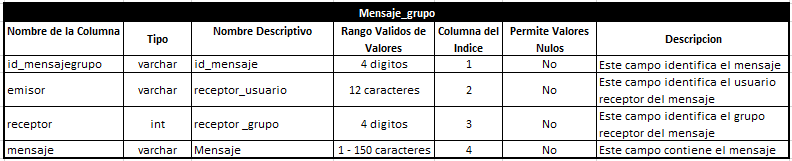 Mensaje_grupo
Nombre de la Columna Tipo Nombre Descriptivo Rango Validos de Valores Columna del Indice Permite Valores Nulos Descripcion
id_mensajegrupo varchar id_mensaje 4 digitos 1 No Este campo identifica el mensaje
emisor varchar receptor_usuario 12 caracteres 2 No Este campo identifica el usuario receptor del mensaje
receptor int receptor _grupo 4 digitos 3 No Este campo identifica el grupo receptor del mensaje
mensaje varchar Mensaje 1 - 150 caracteres 4 No Este campo contiene el mensaje